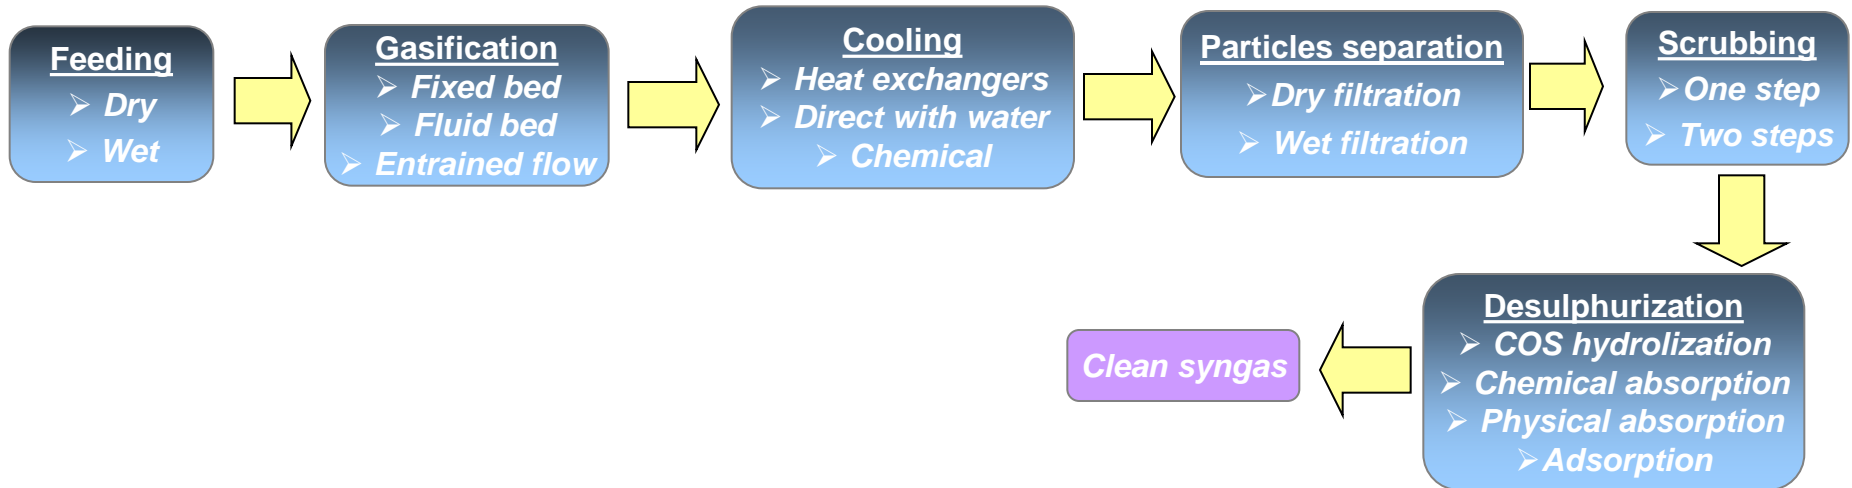 Feeding
➢ Dry
➢ Wet
Gasification
➢ Fixed bed
➢ Fluid bed
➢ Entrained flow
Cooling
➢ Heat exchangers
➢ Direct with water
➢ Chemical
Particles separation
➢ Dry filtration
➢ Wet filtration
Scrubbing
➢ One step
➢ Two steps
Desulphurization
➢ COS hydrolization
➢ Chemical absorption
➢ Physical absorption
➢ Adsorption
Clean syngas